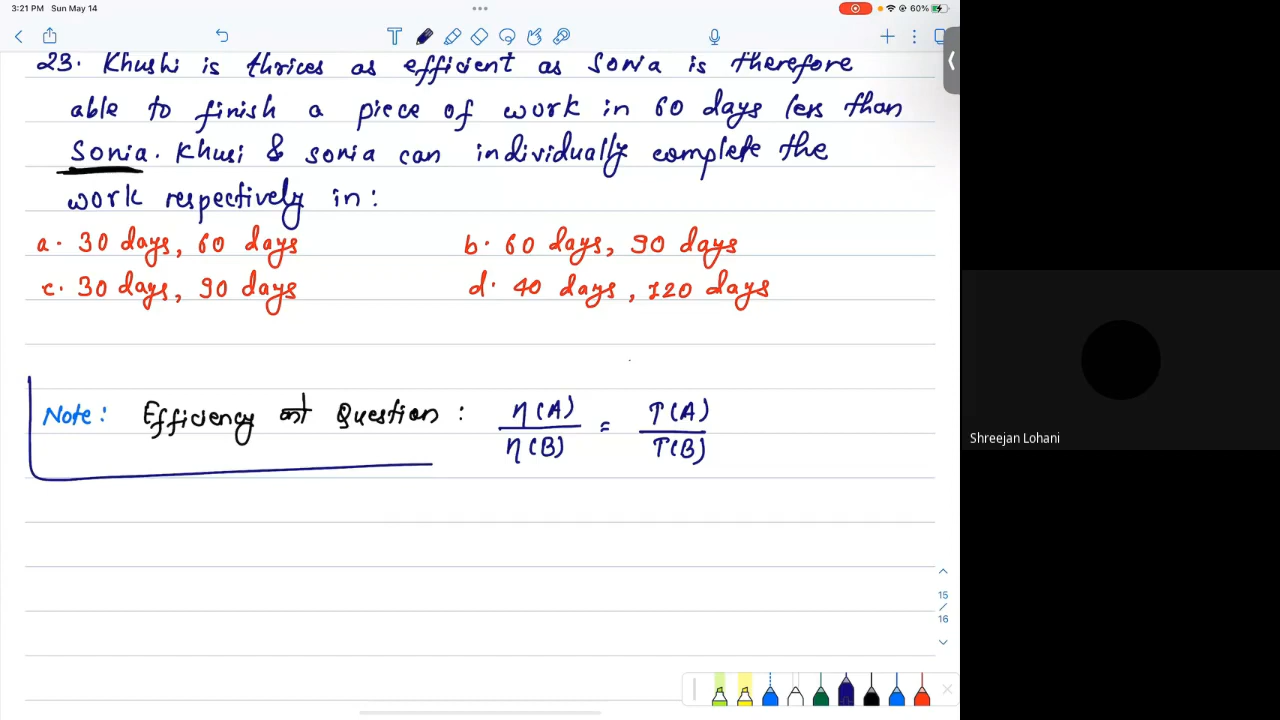 3:21 PM Sun May 14
60%
23. Khushi is thrices as efficient as Sonia is therefore
able to finish a piece of work in 60 days less than
Sonia. Khusi & sonia can individually complete the
work respectively in:
a. 30 days, 60 days b. 60 days, 90 days
c. 30 days, 90 days d. 40 days, 120 days
Note: Efficiency Question: η(A)/η(B) = T(A)/T(B)
Shreejan Lohani
15
/
16